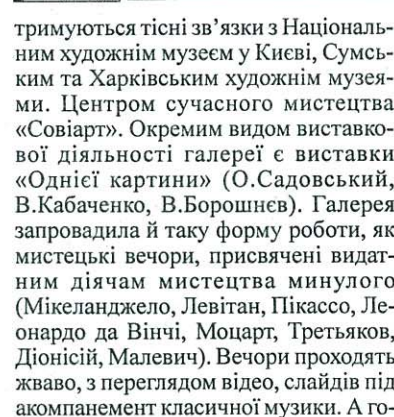 тримуються тісні зв’язки з Національ-
ним художнім музеєм у Києві, Сумсь-
ким та Харківським художнім музея-
ми. Центром сучасного мистецтва
«Совіарт». Окремим видом виставко-
вої діяльності галереї є виставки
«Однієї картини» (О.Садовський,
В.Кабаченко, В.Борошнєв). Галерея
запровадила й таку форму роботи, як
мистецькі вечори, присвячені видат-
ним діячам мистецтва минулого
(Мікеланджело, Левітан, Пікассо, Ле-
онардо да Вінчі, Моцарт, Третьяков,
Діонісій, Малевич). Вечори проходять
жваво, з переглядом відео, слайдів під
акомпанемент класичної музики. А го-